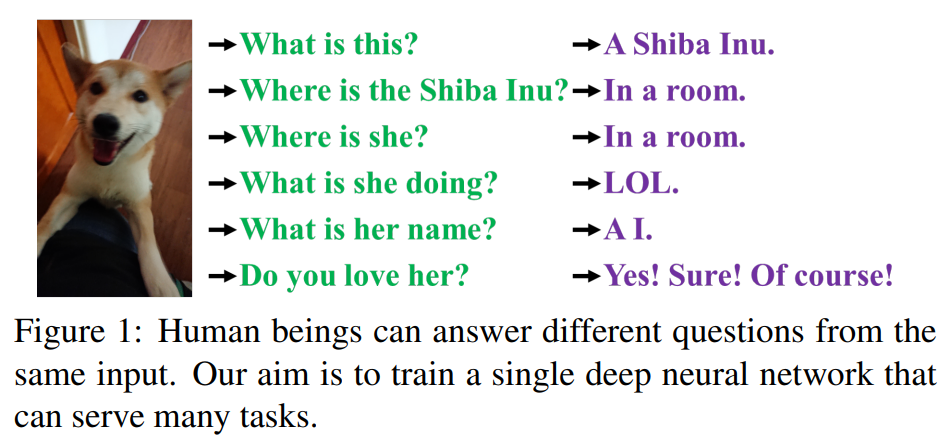 →What is this? →A Shiba Inu.
→Where is the Shiba Inu?→In a room.
→Where is she? →In a room.
→What is she doing? →LOL.
→What is her name? →A I.
→Do you love her? →Yes! Sure! Of course!
Figure 1: Human beings can answer different questions from the
same input. Our aim is to train a single deep neural network that
can serve many tasks.